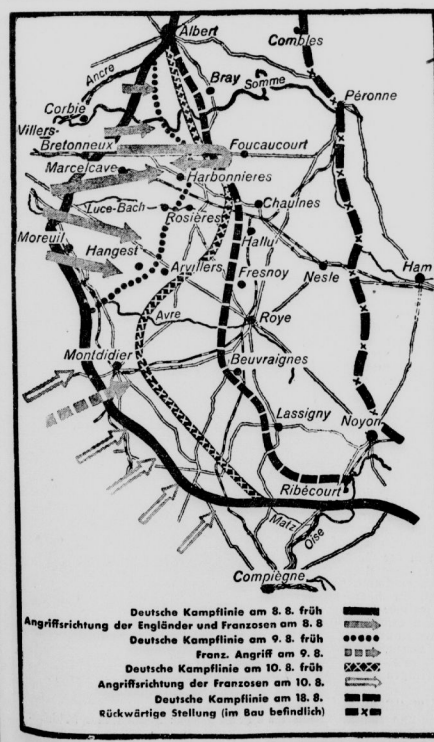 Albert
Combles
Ancre
Bray
Somme
Péronne
Corbie
Villers-
Bretonneux
Foucaucourt
Marcelcave
Harbonnieres
Luce-Bach
Rosières
Chaulnes
Moreuil
Hangest
Hallu
Arvillers
Fresnoy
Nesle
Ham
Avre
Roye
Montdidier
Beuvraignes
Lassigny
Noyon
Ribécourt
Matz
Oise
Compiègne
Deutsche Kampflinie am 8. 8. früh
Angriffsrichtung der Engländer und Franzosen am 8. 8
Deutsche Kampflinie am 9. 8. früh
Franz. Angriff am 9. 8.
Deutsche Kampflinie am 10. 8. früh
Angriffsrichtung der Franzosen am 10. 8.
Deutsche Kampflinie am 18. 8.
Rückwärtige Stellung (im Bau befindlich)